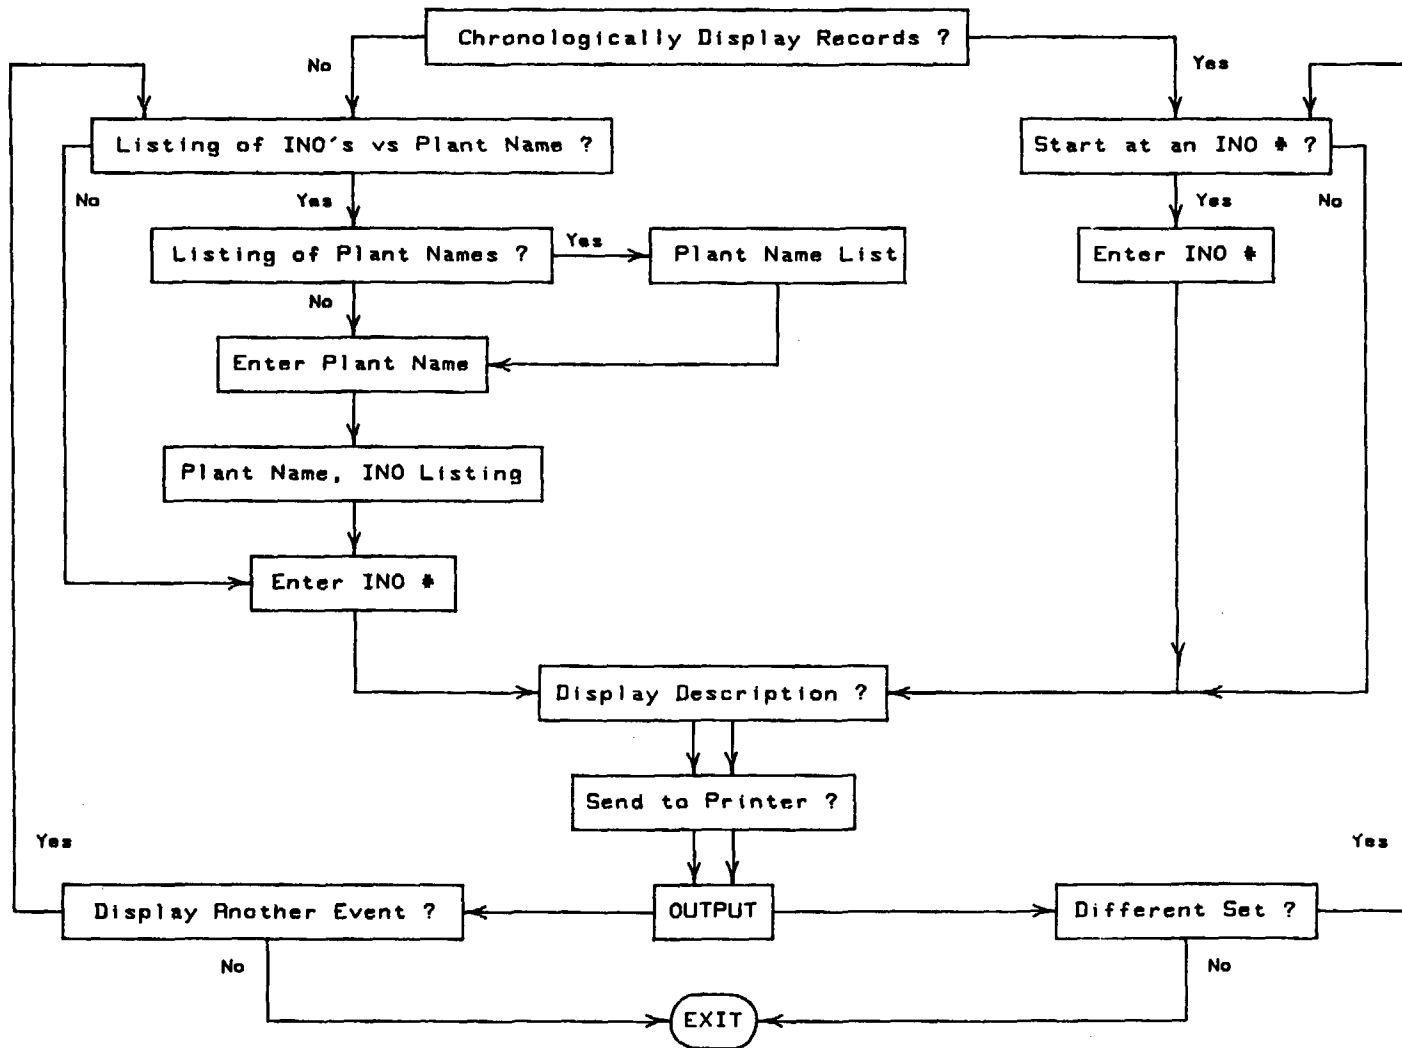 Chronologically Display Records ?
No
Yes
Listing of INO's vs Plant Name ?
Start at an INO # ?
No
Yes
Yes
No
Listing of Plant Names ?
Yes
Plant Name List
Enter INO #
No
Enter Plant Name
Plant Name, INO Listing
Enter INO #
Display Description ?
Send to Printer ?
Yes
Yes
Display Another Event ?
OUTPUT
Different Set ?
No
No
EXIT